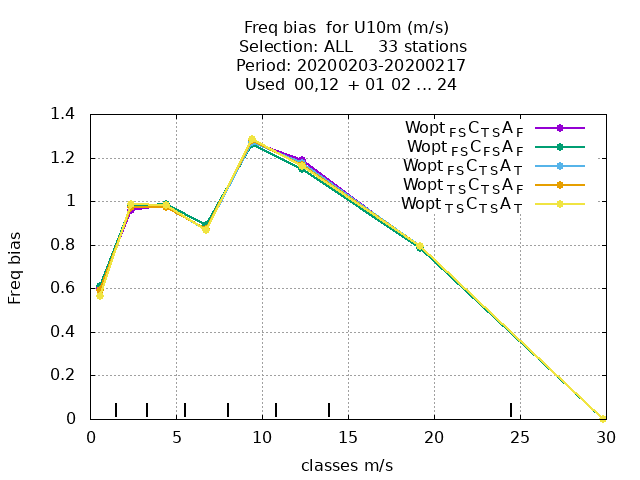 Freq bias  for U10m (m/s)
Selection: ALL     33 stations
Period: 20200203-20200217
Used  00,12  + 01 02 ... 24
Wopt FS C TS A F
Wopt FS C FS A F
Wopt FS C TS A T
Wopt TS C TS A F
Wopt TS C TS A T
1.4
1.2
1
0.8
0.6
0.4
0.2
0
Freq bias
0 5 10 15 20 25 30
classes m/s